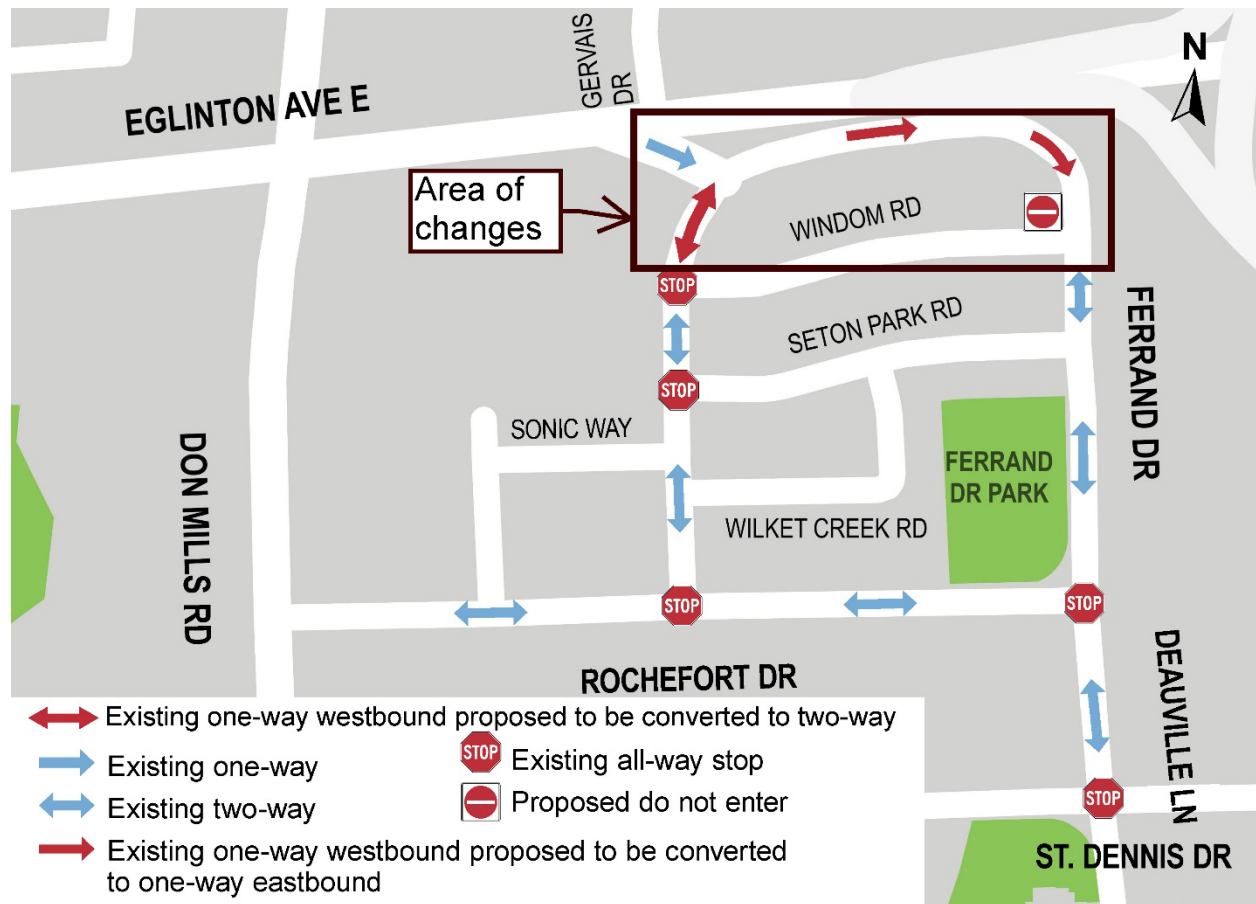 GERVAIS
DR
N
EGLINTON AVE E
Area of
changes
WINDOM RD
STOP
SETON PARK RD
FERRAND DR
STOP
SONIC WAY
DON MILLS RD
FERRAND
DR PARK
WILKET CREEK RD
STOP
STOP
DEAUVILLE LN
ROCHEFORT DR
STOP
ST. DENNIS DR
Existing one-way westbound proposed to be converted to two-way
Existing one-way
STOP
Existing all-way stop
Existing two-way
Proposed do not enter
Existing one-way westbound proposed to be converted
to one-way eastbound